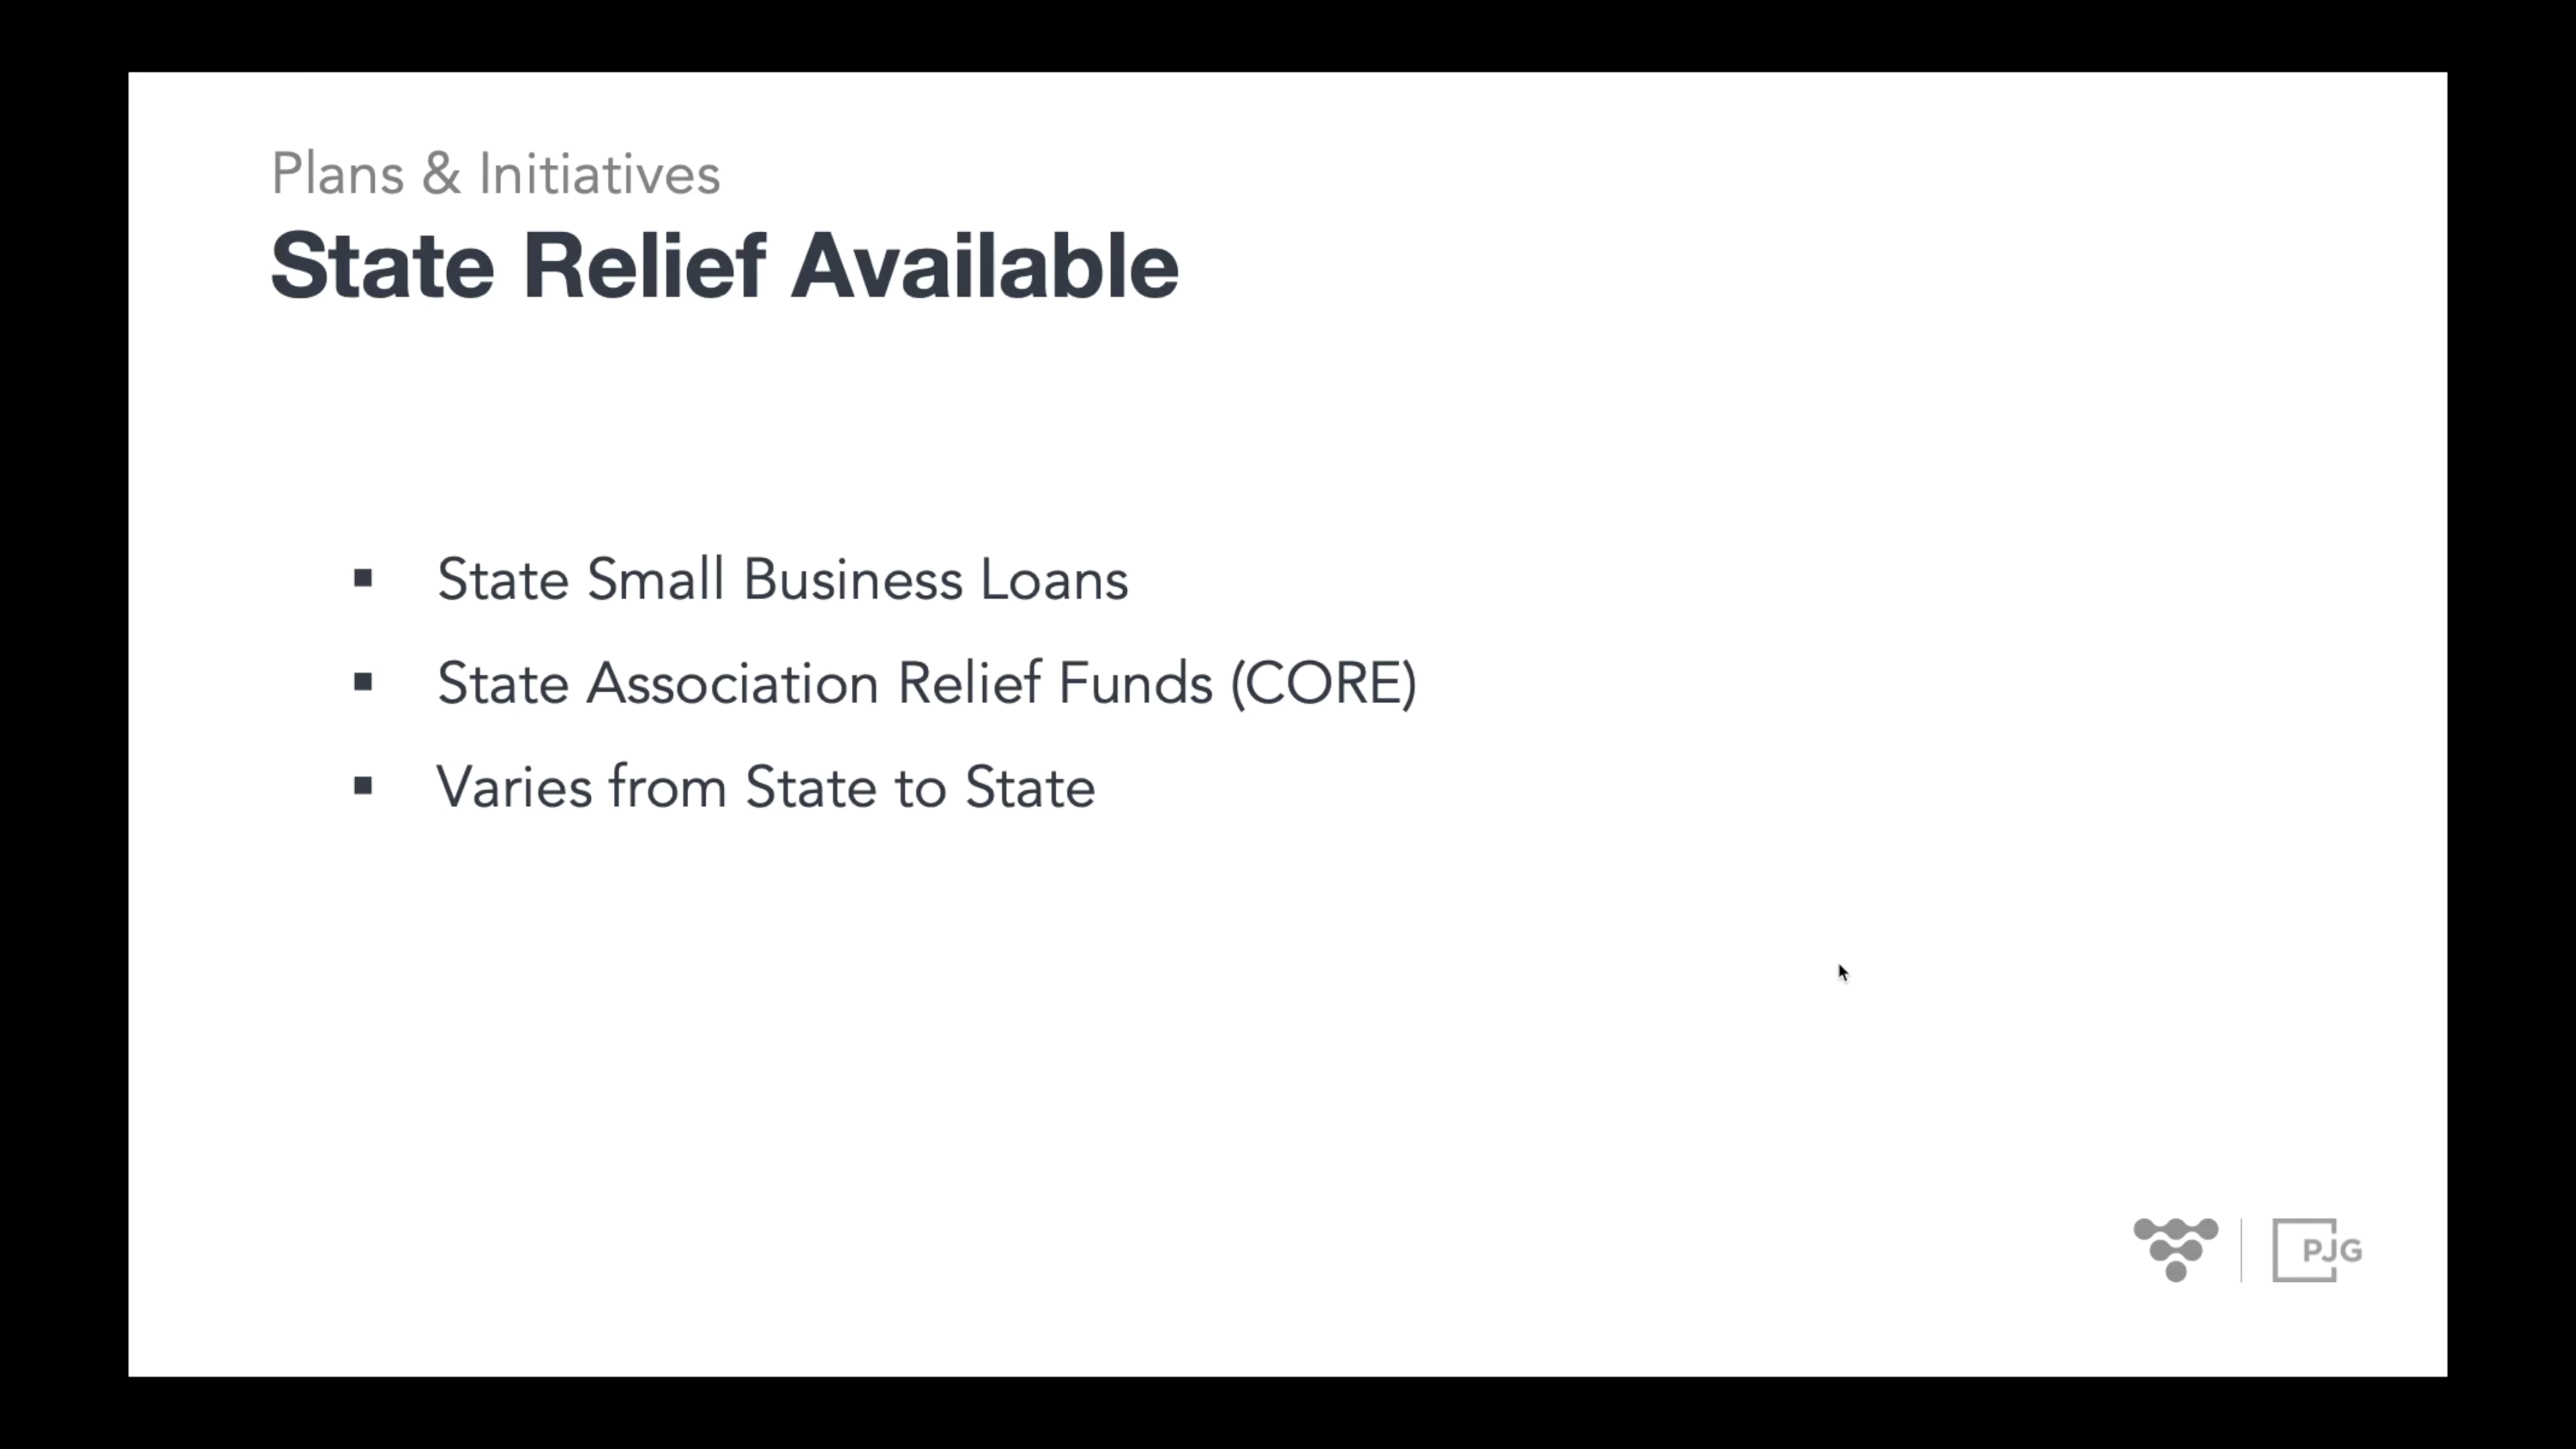 Plans & Initiatives
State Relief Available
▪ State Small Business Loans
▪ State Association Relief Funds (CORE)
▪ Varies from State to State
PJG